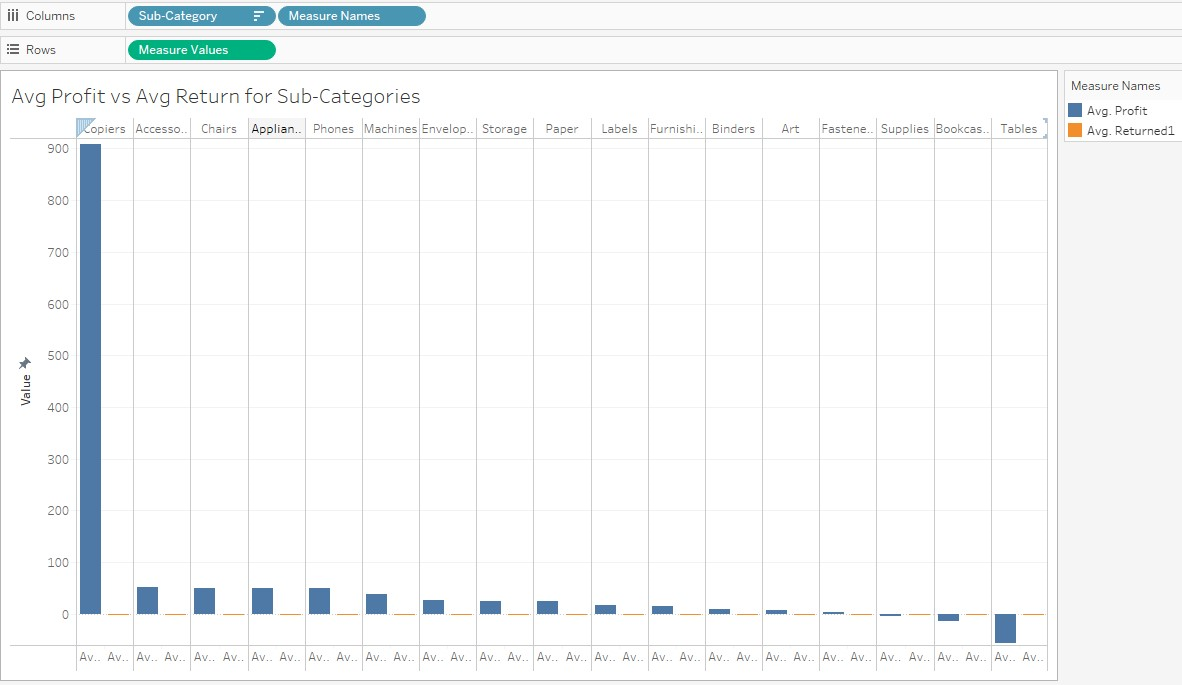 Columns Sub-Category Measure Names
Rows Measure Values
Avg Profit vs Avg Return for Sub-Categories
Copiers Accesso.. Chairs Applian.. Phones Machines Envelop.. Storage Paper Labels Furnishi.. Binders Art Fastene.. Supplies Bookcas.. Tables
900
800
700
600
500
400
300
200
100
0
Value
Av.. Av.. Av.. Av.. Av.. Av.. Av.. Av.. Av.. Av.. Av.. Av.. Av.. Av.. Av.. Av.. Av.. Av.. Av.. Av.. Av.. Av.. Av.. Av.. Av.. Av.. Av.. Av.. Av.. Av.. Av.. Av.. Av.. Av..
Measure Names
Avg. Profit
Avg. Returned1